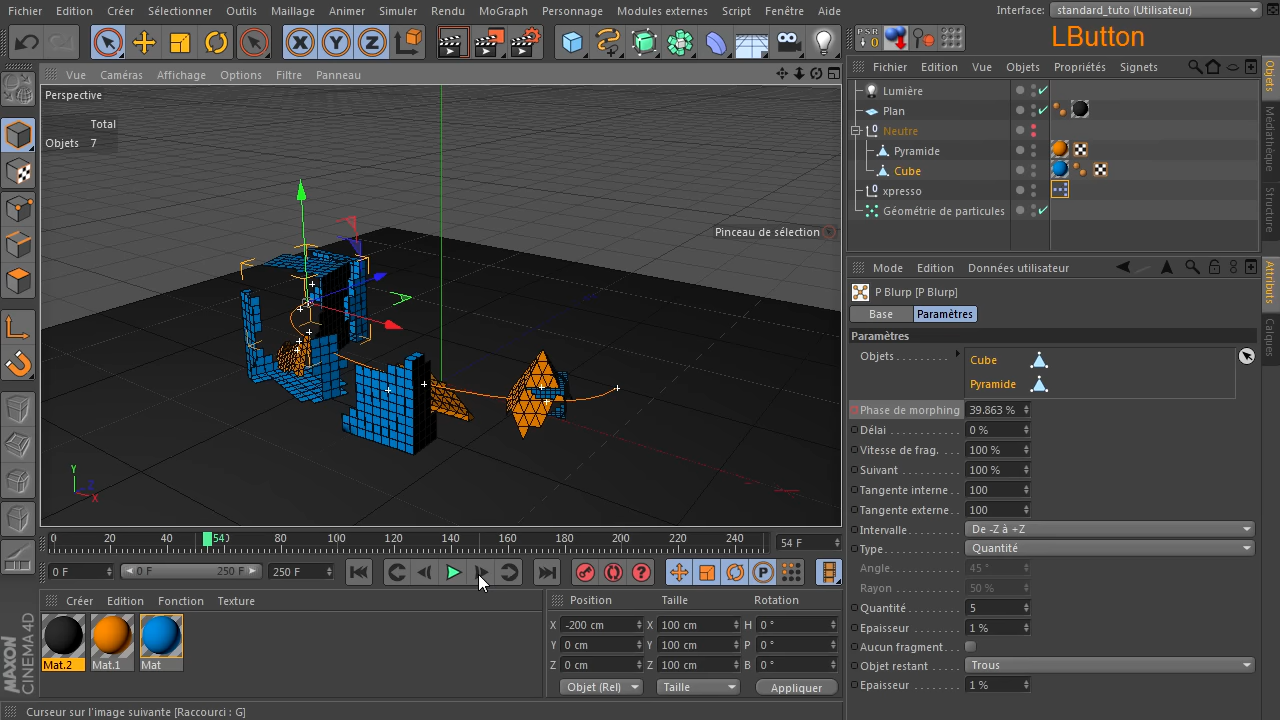 Fichier Edition Créer Sélectionner Outils Maillage Animer Simuler Rendu MoGraph Personnage Modules externes Script Fenêtre Aide Interface: standard_tuto (Utilisateur)
PSR 0 LButton
Vue Caméras Affichage Options Filtre Panneau
Fichier Edition Vue Objets Propriétés Signets
Objets
Médiathèque
Structure
Perspective
Total
Objets 7
Lumière
Plan
Neutre
Pyramide
Cube
xpresso
Géométrie de particules
Pinceau de sélection
Y
Z
X
Mode Edition Données utilisateur
Attributs
Calques
P Blurp [P Blurp]
Base Paramètres
Paramètres
Objets Cube
Pyramide
Phase de morphing 39.863 %
Délai 0 %
Vitesse de frag. 100 %
Suivant 100 %
Tangente interne 100
Tangente externe 100
Intervalle De -Z à +Z
Type Quantité
Angle 45 °
Rayon 50 %
Quantité 5
Epaisseur 1 %
Aucun fragment
Objet restant Trous
Epaisseur 1 %
0 20 40 54 80 100 120 140 160 180 200 220 240 54 F
0 F 0 F 250 F 250 F
Créer Edition Fonction Texture
Mat.2 Mat.1 Mat
Position Taille Rotation
X -200 cm X 100 cm H 0 °
Y 0 cm Y 100 cm P 0 °
Z 0 cm Z 100 cm B 0 °
Objet (Rel) Taille Appliquer
MAXON CINEMA 4D
Curseur sur l'image suivante [Raccourci : G]